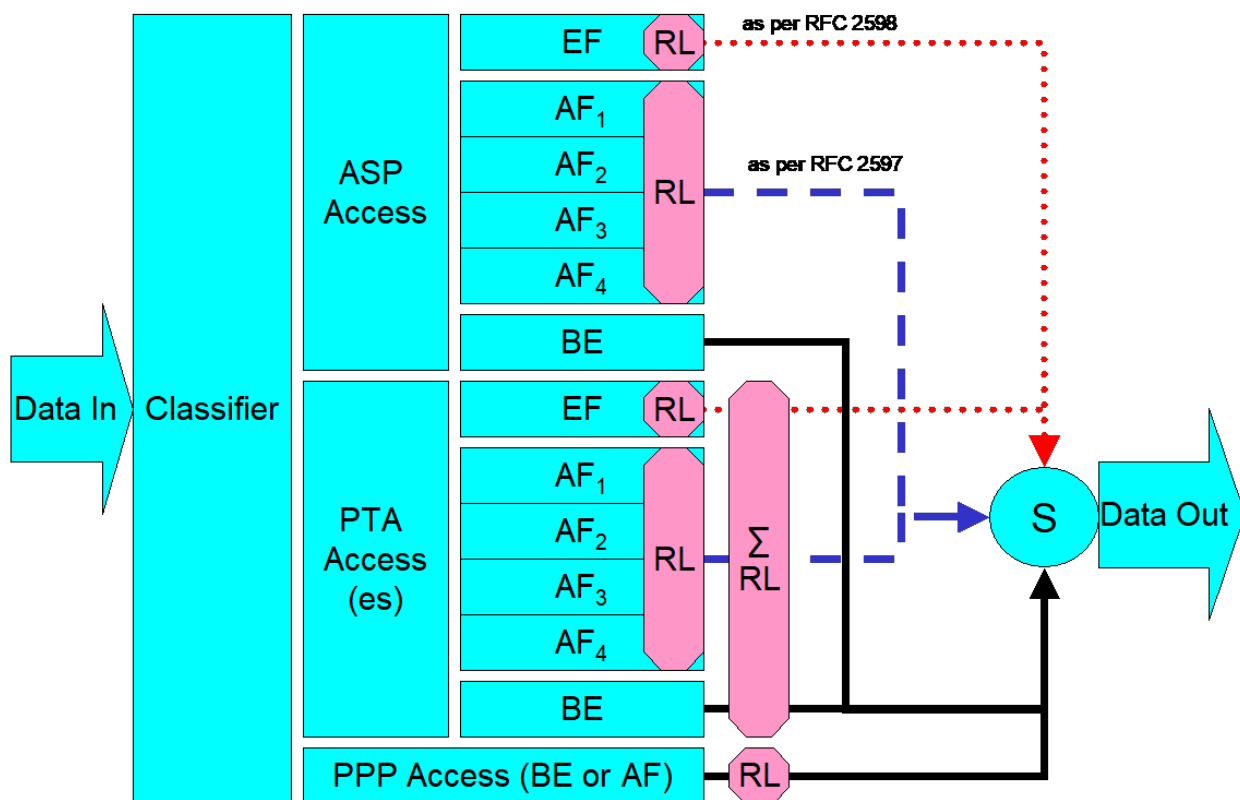 as per RFC 2598
EF
RL
AF₁
AF₂
AF₃
AF₄
RL
as per RFC 2597
ASP
Access
BE
Data In
Classifier
EF
RL
AF₁
AF₂
AF₃
AF₄
RL
PTA
Access
(es)
Σ
RL
S
Data Out
BE
PPP Access (BE or AF)
RL